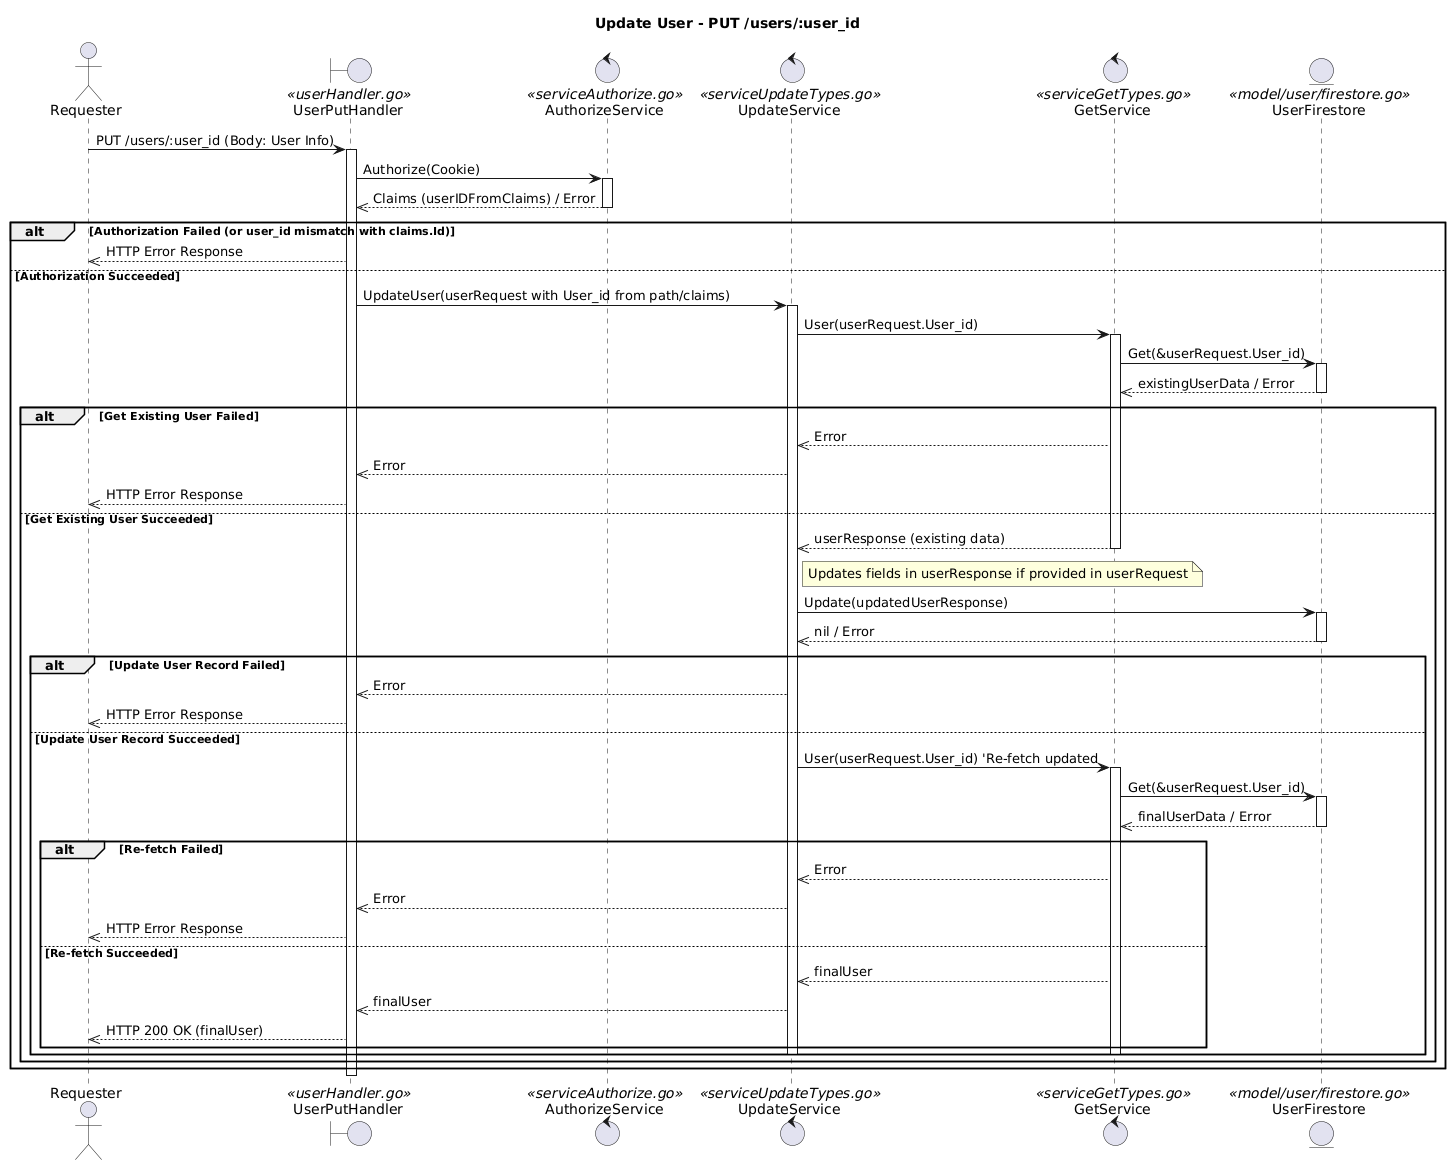 Update User - PUT /users/:user_id
Requester
«userHandler.go»
UserPutHandler
«serviceAuthorize.go»
AuthorizeService
«serviceUpdateTypes.go»
UpdateService
«serviceGetTypes.go»
GetService
«model/user/firestore.go»
UserFirestore
PUT /users/:user_id (Body: User Info)
Authorize(Cookie)
Claims (userIDFromClaims) / Error
alt [Authorization Failed (or user_id mismatch with claims.Id)]
HTTP Error Response
[Authorization Succeeded]
UpdateUser(userRequest with User_id from path/claims)
User(userRequest.User_id)
Get(&userRequest.User_id)
existingUserData / Error
alt [Get Existing User Failed]
Error
Error
HTTP Error Response
[Get Existing User Succeeded]
userResponse (existing data)
Updates fields in userResponse if provided in userRequest
Update(updatedUserResponse)
nil / Error
alt [Update User Record Failed]
Error
HTTP Error Response
[Update User Record Succeeded]
User(userRequest.User_id) 'Re-fetch updated
Get(&userRequest.User_id)
finalUserData / Error
alt [Re-fetch Failed]
Error
Error
HTTP Error Response
[Re-fetch Succeeded]
finalUser
finalUser
HTTP 200 OK (finalUser)
Requester
«userHandler.go»
UserPutHandler
«serviceAuthorize.go»
AuthorizeService
«serviceUpdateTypes.go»
UpdateService
«serviceGetTypes.go»
GetService
«model/user/firestore.go»
UserFirestore